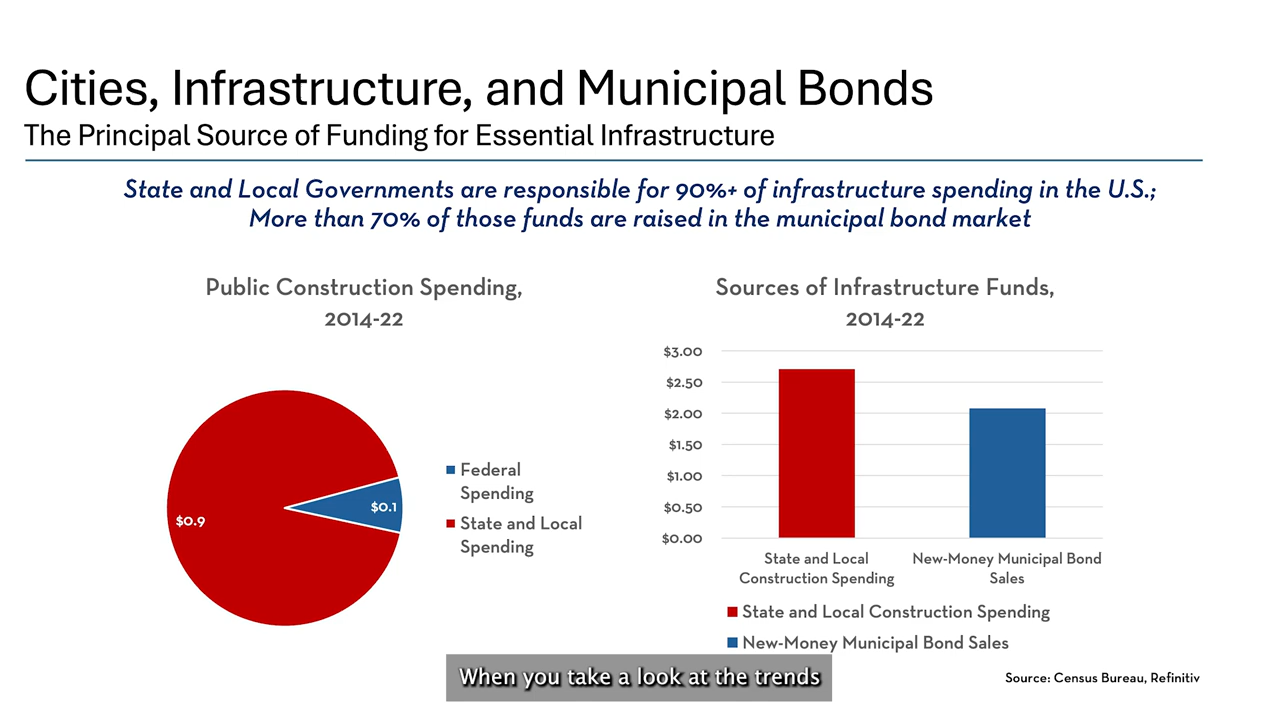 Cities, Infrastructure, and Municipal Bonds
The Principal Source of Funding for Essential Infrastructure
State and Local Governments are responsible for 90%+ of infrastructure spending in the U.S.;
More than 70% of those funds are raised in the municipal bond market
Public Construction Spending,
2014-22
$0.9
$0.1
Federal
Spending
State and Local
Spending
Sources of Infrastructure Funds,
2014-22
$3.00
$2.50
$2.00
$1.50
$1.00
$0.50
$0.00
State and Local
Construction Spending
New-Money Municipal Bond
Sales
State and Local Construction Spending
New-Money Municipal Bond Sales
When you take a look at the trends
Source: Census Bureau, Refinitiv